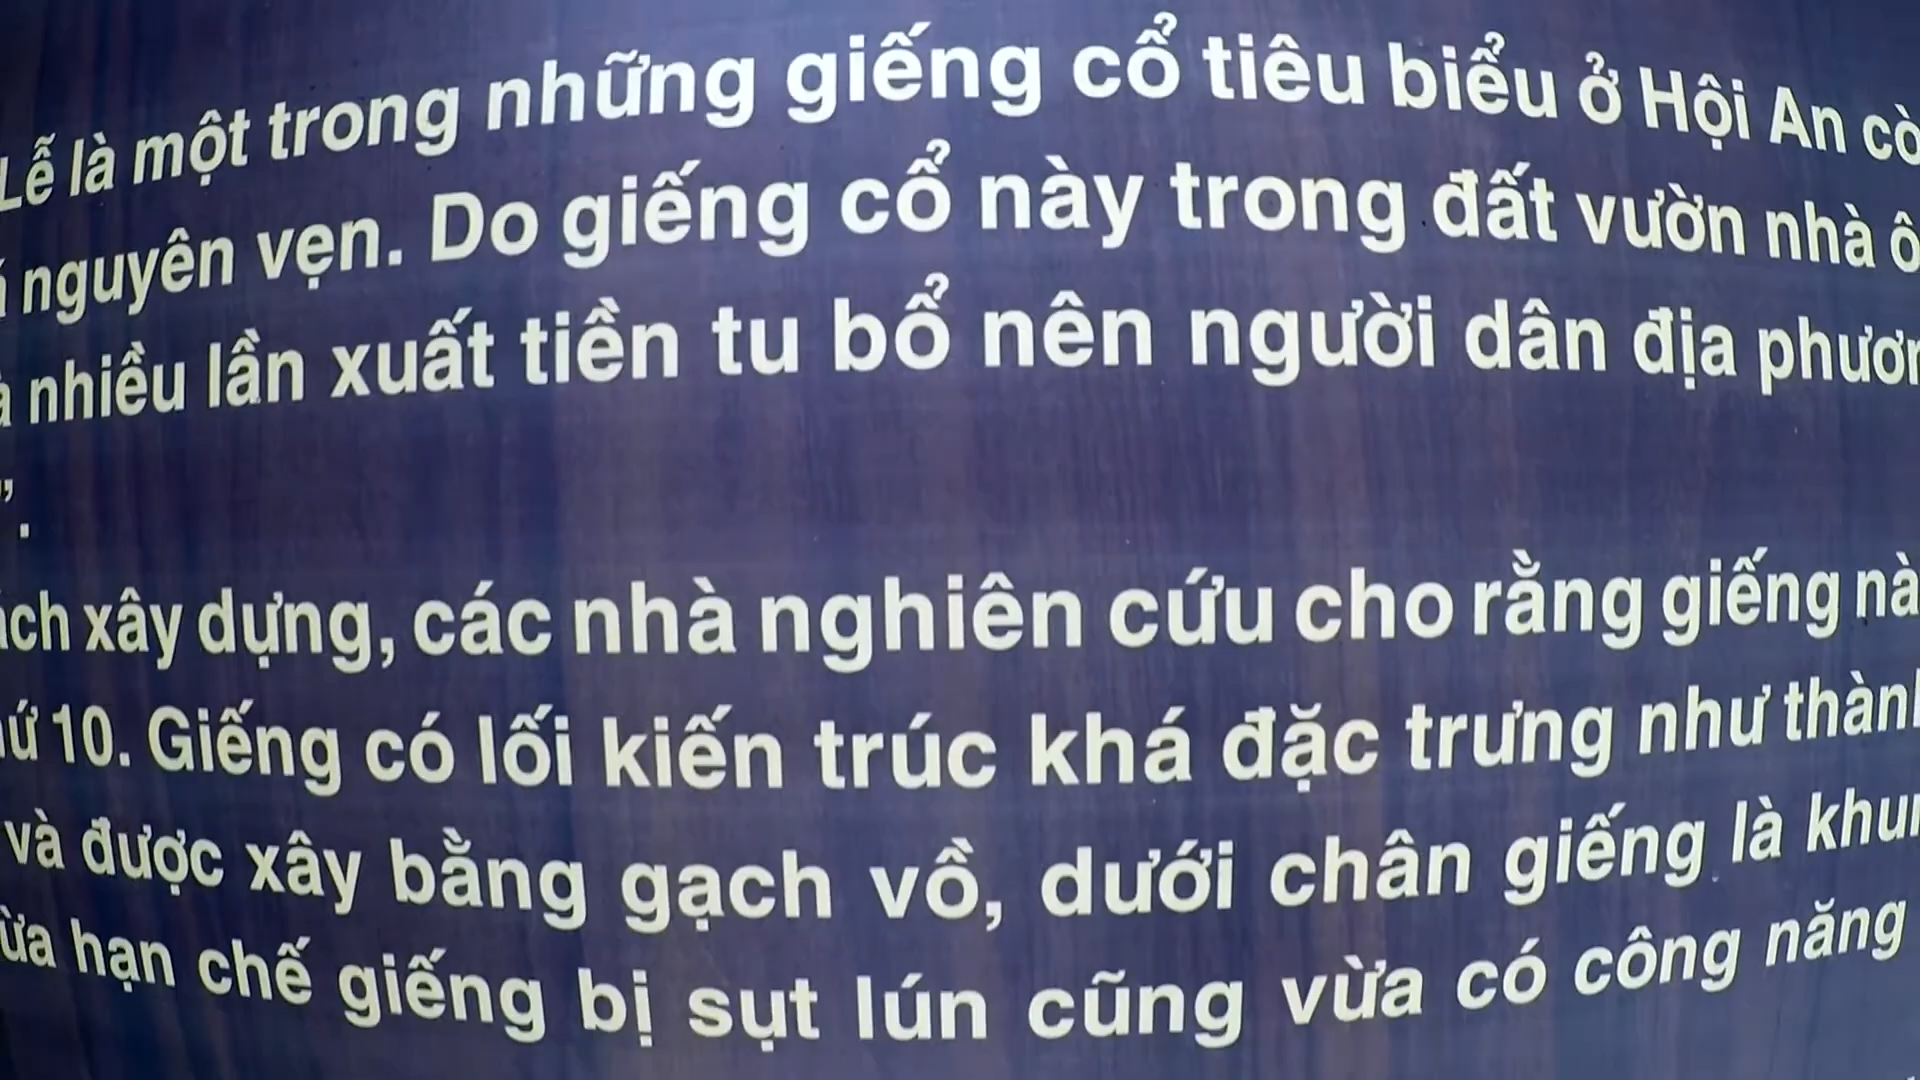 Lễ là một trong những giếng cổ tiêu biểu ở Hội An
nguyên vẹn. Do giếng cổ này trong đất vườn nhà
nhiều lần xuất tiền tu bổ nên người dân địa
”.
xây dựng, các nhà nghiên cứu cho rằng giếng
10. Giếng có lối kiến trúc khá đặc trưng như
và được xây bằng gạch vồ, dưới chân giếng là
hạn chế giếng bị sụt lún cũng vừa có công năng